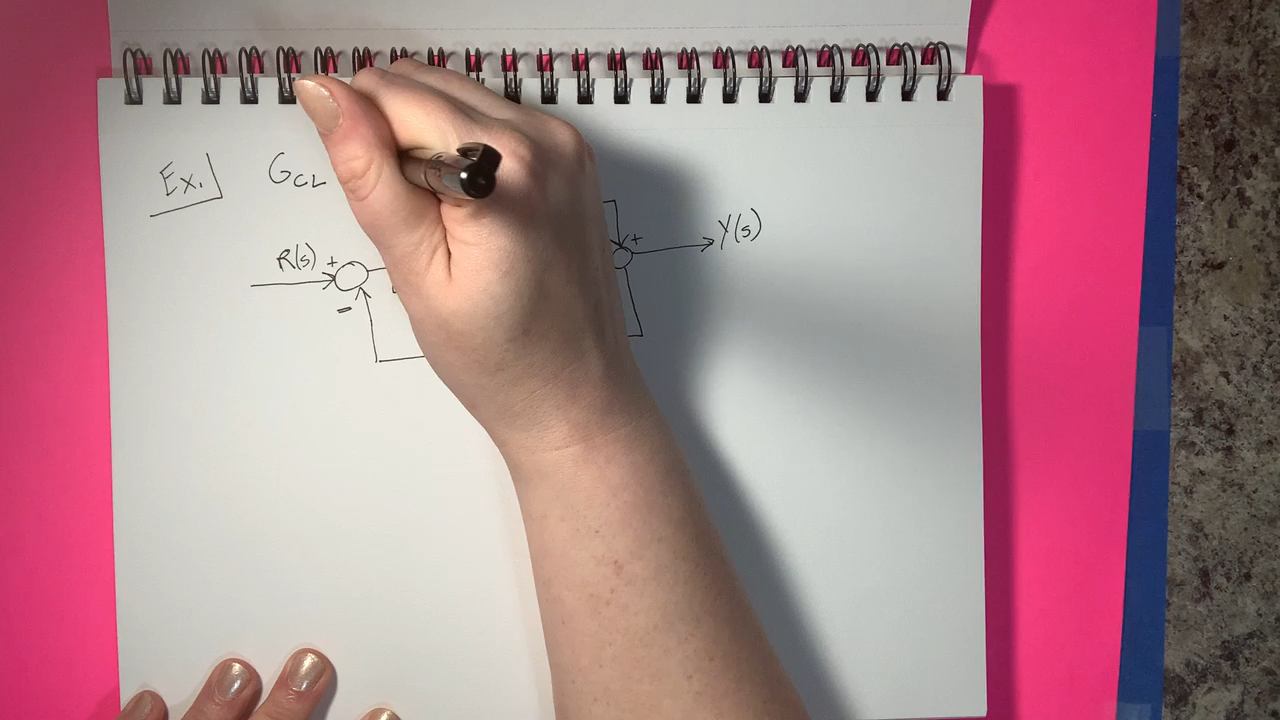 Ex. GCL
Y(s)
R(s) +
+
-